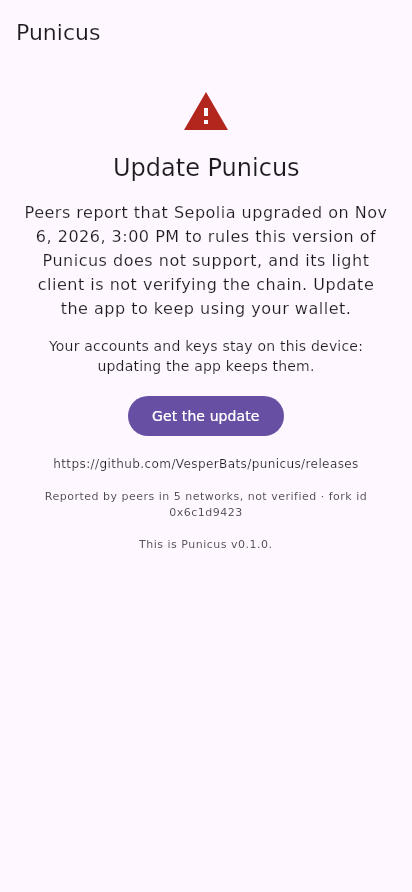 Punicus
Update Punicus
Peers report that Sepolia upgraded on Nov
6, 2026, 3:00 PM to rules this version of
Punicus does not support, and its light
client is not verifying the chain. Update
the app to keep using your wallet.
Your accounts and keys stay on this device:
updating the app keeps them.
Get the update
https://github.com/VesperBats/punicus/releases
Reported by peers in 5 networks, not verified · fork id
0x6c1d9423
This is Punicus v0.1.0.